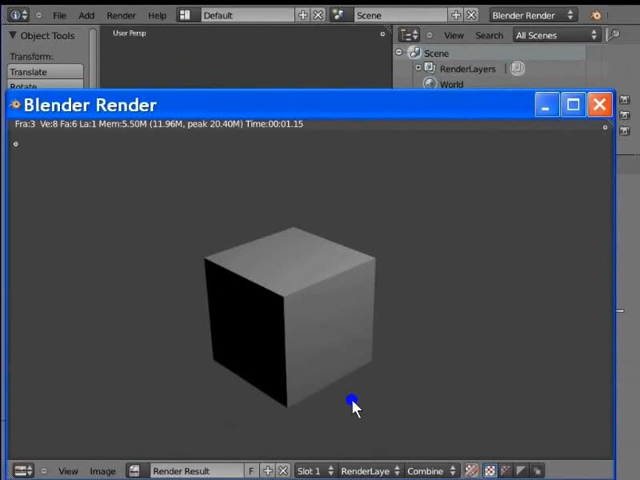 File Add Render Help Default Scene Blender Render
Object Tools User Persp View Search All Scenes
Transform: Scene
Translate RenderLayers
Rotate World
Blender Render
Fra:3 Ve:8 Fa:6 La:1 Mem:5.50M (11.96M, peak 20.40M) Time:00:01.15
View Image Render Result F Slot 1 RenderLaye Combine